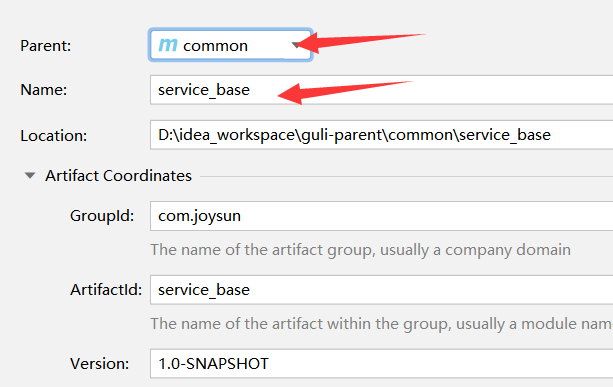 Parent: m common
Name: service_base
Location: D:\idea_workspace\guli-parent\common\service_base
Artifact Coordinates
GroupId: com.joysun
The name of the artifact group, usually a company domain
ArtifactId: service_base
The name of the artifact within the group, usually a module nam
Version: 1.0-SNAPSHOT